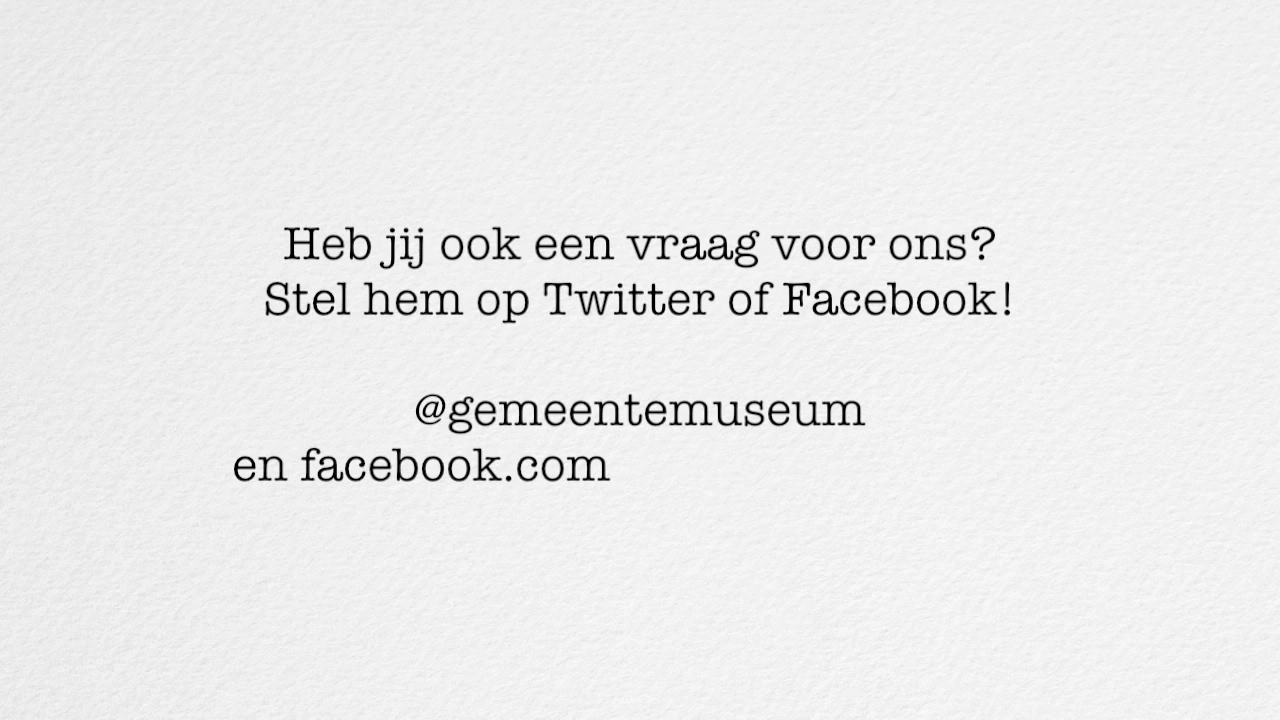 Heb jij ook een vraag voor ons?
Stel hem op Twitter of Facebook!
@gemeentemuseum
en facebook.com